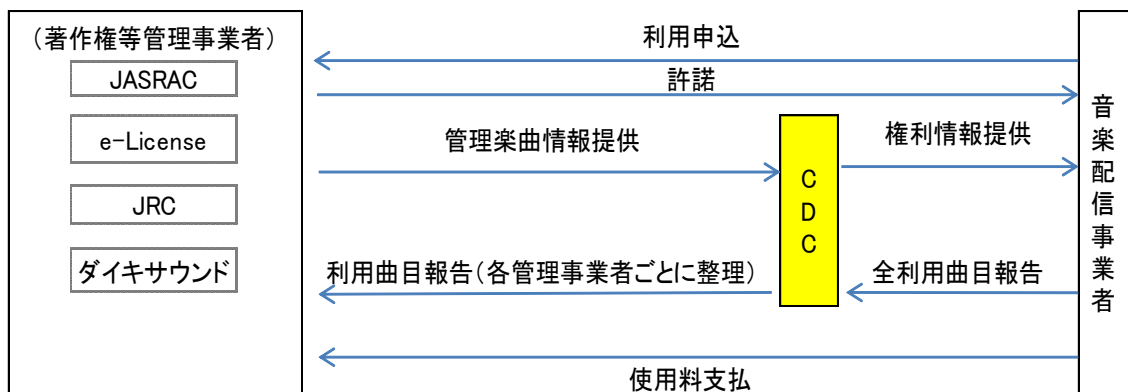 (著作権等管理事業者)
JASRAC
e-License
JRC
ダイキサウンド
利用申込
許諾
管理楽曲情報提供
権利情報提供
CDC
利用曲目報告(各管理事業者ごとに整理)
全利用曲目報告
使用料支払
音楽配信事業者